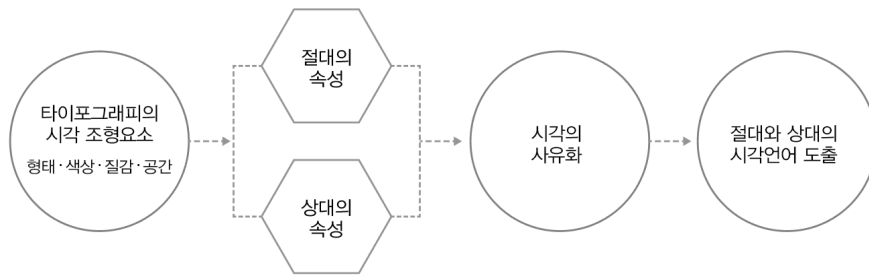 타이포그래피의
시각 조형요소
형태 · 색상 · 질감 · 공간
절대의
속성
상대의
속성
시각의
사유화
절대와 상대의
시각언어 도출